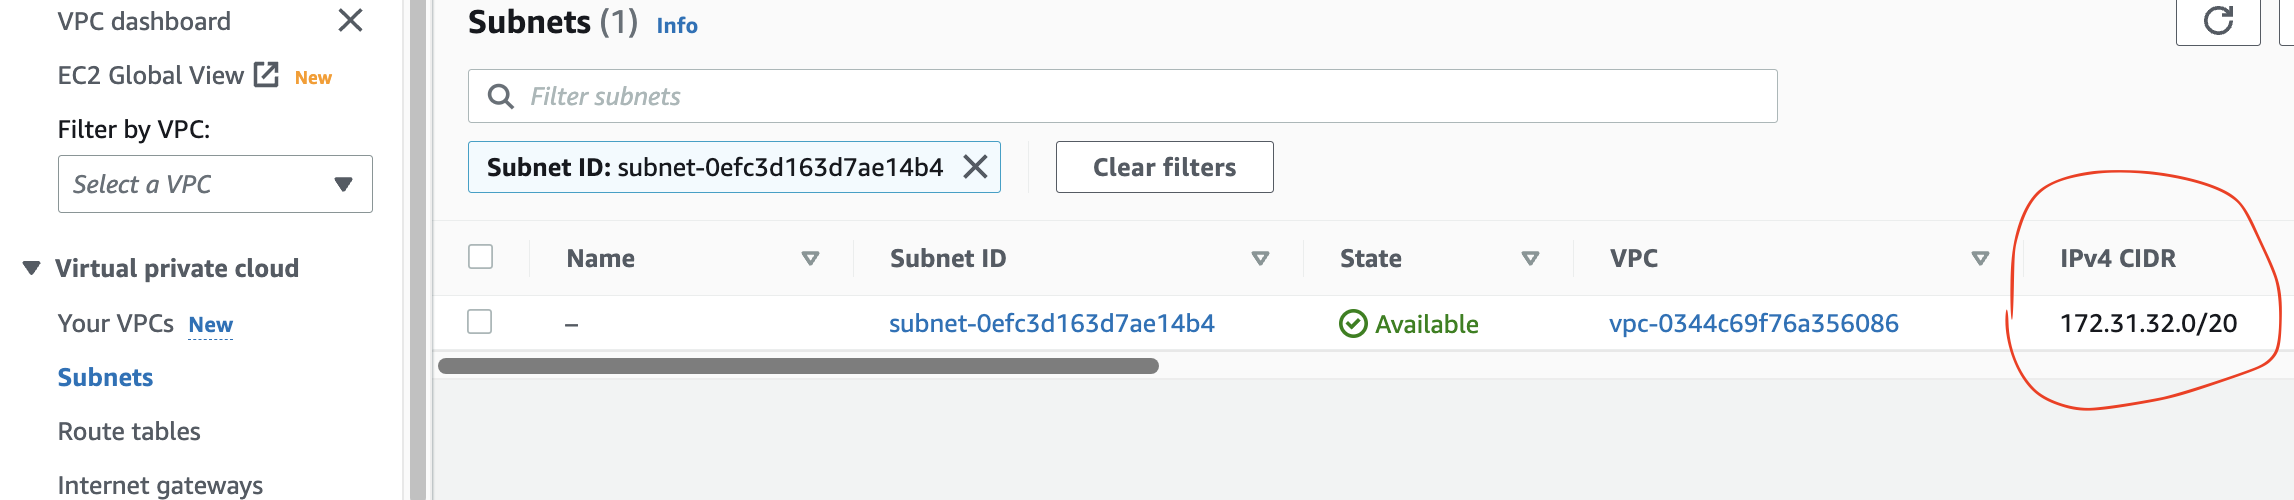 VPC dashboard
EC2 Global View New
Filter by VPC:
Select a VPC
Virtual private cloud
Your VPCs New
Subnets
Route tables
Internet gateways
Subnets (1) Info
Filter subnets
Subnet ID: subnet-0efc3d163d7ae14b4
Clear filters
Name Subnet ID State VPC IPv4 CIDR
– subnet-0efc3d163d7ae14b4 Available vpc-0344c69f76a356086 172.31.32.0/20